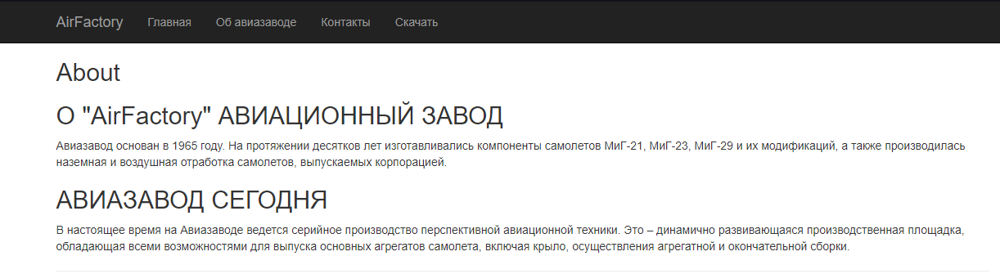 AirFactory Главная Об авиазаводе Контакты Скачать
About
О "AirFactory" АВИАЦИОННЫЙ ЗАВОД
Авиазавод основан в 1965 году. На протяжении десятков лет изготавливались компоненты самолетов МиГ-21, МиГ-23, МиГ-29 и их модификаций, а также производилась
наземная и воздушная отработка самолетов, выпускаемых корпорацией.
АВИАЗАВОД СЕГОДНЯ
В настоящее время на Авиазаводе ведется серийное производство перспективной авиационной техники. Это – динамично развивающаяся производственная площадка,
обладающая всеми возможностями для выпуска основных агрегатов самолета, включая крыло, осуществления агрегатной и окончательной сборки.